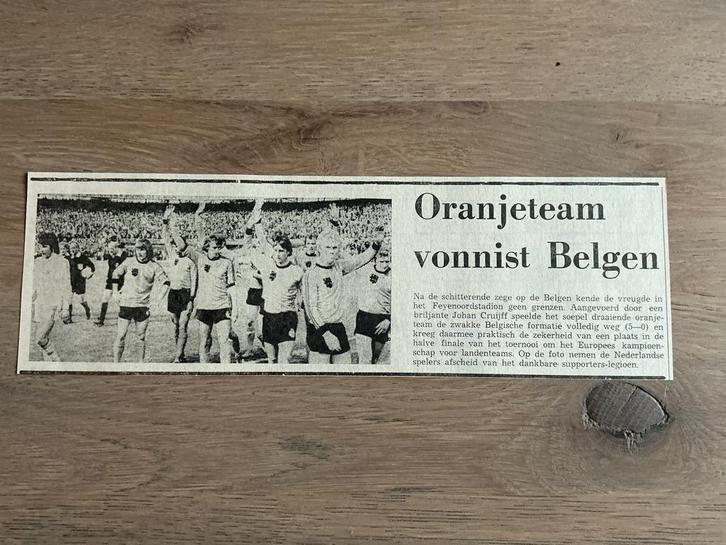 Oranjeteam
vonnist Belgen
Na de schitterende zege op de Belgen kende de vreugde in
het Feyenoordstadion geen grenzen. Aangevoerd door een
briljante Johan Cruijff speelde het soepel draaiende oranje-
team de zwakke Belgische formatie volledig weg (5—0) en
kreeg daarmee praktisch de zekerheid van een plaats in de
halve finale van het toernooi om het Europees kampioen-
schap voor landenteams. Op de foto nemen de Nederlandse
spelers afscheid van het dankbare supporters-legioen.